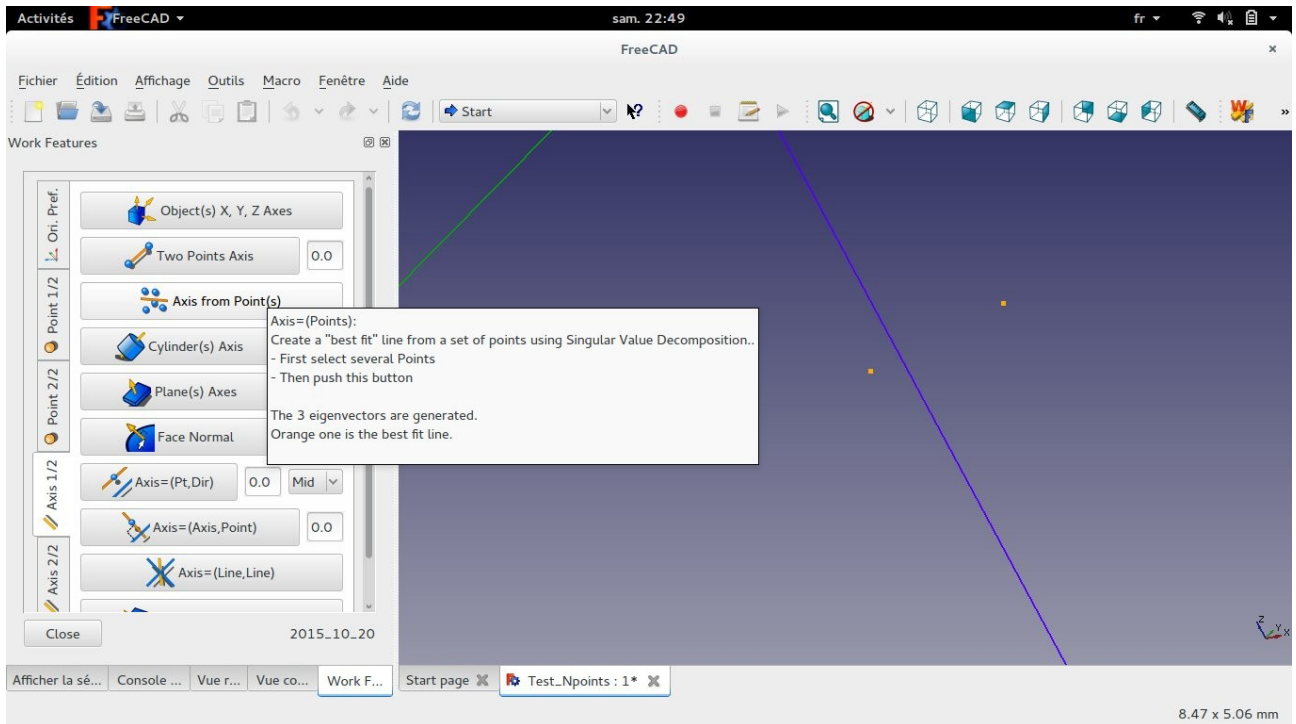 Activités FreeCAD sam. 22:49 fr
FreeCAD
Fichier Édition Affichage Outils Macro Fenêtre Aide
Start
Work Features
Ori. Pref.
Point 1/2
Point 2/2
Axis 1/2
Axis 2/2
Object(s) X, Y, Z Axes
Two Points Axis 0.0
Axis from Point(s)
Cylinder(s) Axis
Plane(s) Axes
Face Normal
Axis=(Pt,Dir) 0.0 Mid
Axis=(Axis,Point) 0.0
Axis=(Line,Line)
Axis=(Points):
Create a "best fit" line from a set of points using Singular Value Decomposition..
- First select several Points
- Then push this button
The 3 eigenvectors are generated.
Orange one is the best fit line.
Z Y X
Close 2015_10_20
Afficher la sé... Console ... Vue r... Vue co... Work F... Start page Test_Npoints : 1*
8.47 x 5.06 mm